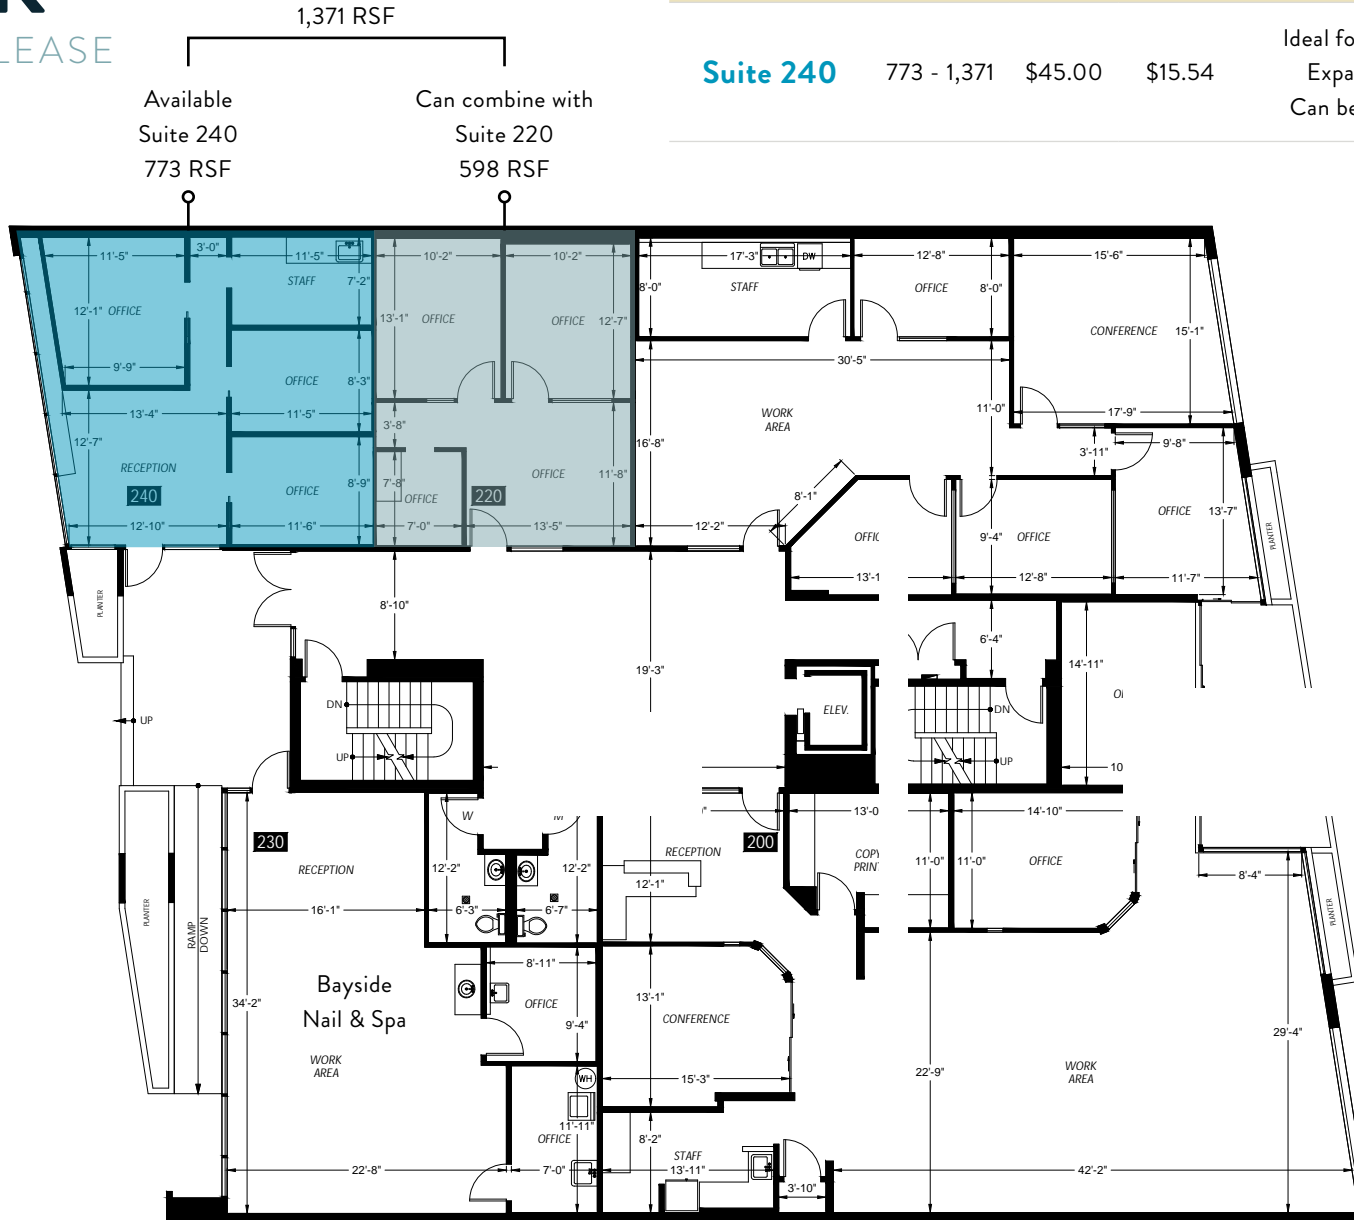 1,371 RSF
LEASE
Available
Suite 240
773 RSF
Can combine with
Suite 220
598 RSF
Suite 240
773 - 1,371
$45.00
$15.54
Ideal fo
Expa
Can be
11'-5"
3'-0"
11'-5"
10'-2"
10'-2"
17'-3"
DW
12'-8"
15'-6"
STAFF
7'-2"
8'-0"
STAFF
OFFICE
8'-0"
12'-1"
OFFICE
13'-1"
OFFICE
OFFICE
12'-7"
CONFERENCE
15'-1"
9'-9"
30'-5"
OFFICE
8'-3"
13'-4"
11'-5"
WORK
AREA
11'-0"
17'-9"
12'-7"
3'-8"
16'-8"
3'-11"
9'-8"
RECEPTION
240
OFFICE
8'-9"
7'-8"
OFFICE
220
OFFICE
11'-8"
8'-1"
OFFICE
13'-7"
12'-10"
11'-6"
7'-0"
13'-5"
12'-2"
OFFIC
9'-4"
OFFICE
PLANTER
13'-1
12'-8"
11'-7"
PLANTER
8'-10"
19'-3"
6'-4"
14'-11"
DN
ELEV.
DN
UP
UP
UP
10
W
13'-0
14'-10"
230
RECEPTION
12'-2"
12'-2"
RECEPTION
200
COPY
PRIN
11'-0"
11'-0"
OFFICE
12'-1"
8'-4"
16'-1"
6'-3"
6'-7"
PLANTER
RAMP
DOWN
PLANTER
Bayside
Nail & Spa
34'-2"
8'-11"
OFFICE
9'-4"
13'-1"
CONFERENCE
29'-4"
WORK
AREA
WH
15'-3"
22'-9"
WORK
AREA
11'-11"
OFFICE
8'-2"
STAFF
22'-8"
7'-0"
13'-11"
3'-10"
42'-2"